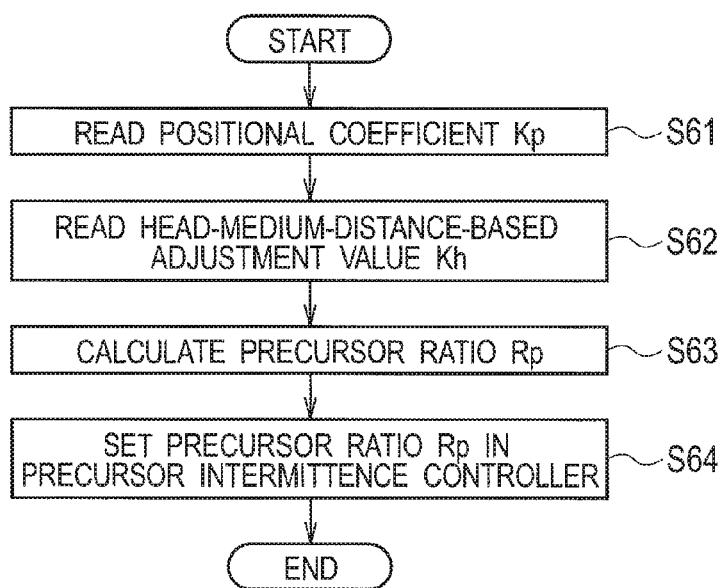 START
READ POSITIONAL COEFFICIENT Kp
S61
READ HEAD-MEDIUM-DISTANCE-BASED
ADJUSTMENT VALUE Kh
S62
CALCULATE PRECURSOR RATIO Rp
S63
SET PRECURSOR RATIO Rp IN
PRECURSOR INTERMITTENCE CONTROLLER
S64
END